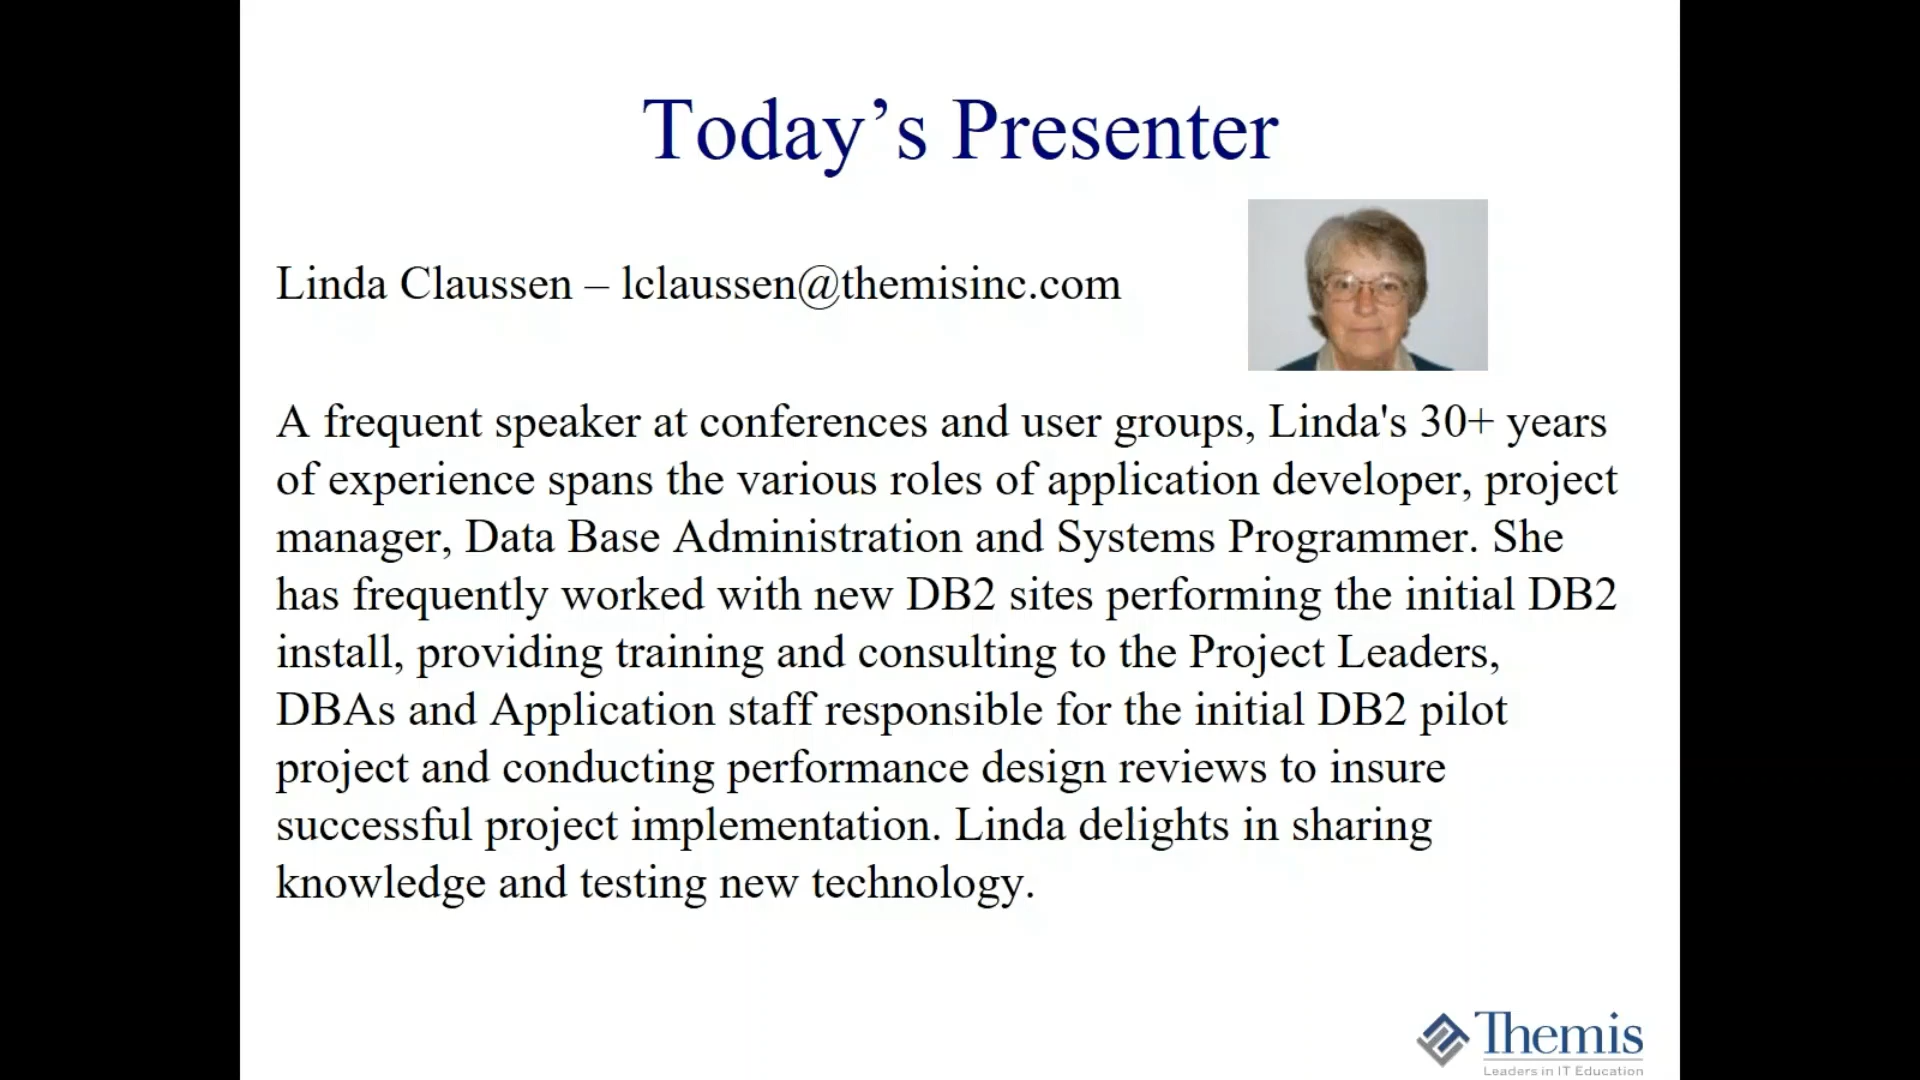 Today’s Presenter
Linda Claussen – lclaussen@themisinc.com
A frequent speaker at conferences and user groups, Linda's 30+ years
of experience spans the various roles of application developer, project
manager, Data Base Administration and Systems Programmer. She
has frequently worked with new DB2 sites performing the initial DB2
install, providing training and consulting to the Project Leaders,
DBAs and Application staff responsible for the initial DB2 pilot
project and conducting performance design reviews to insure
successful project implementation. Linda delights in sharing
knowledge and testing new technology.
Themis
Leaders in IT Education